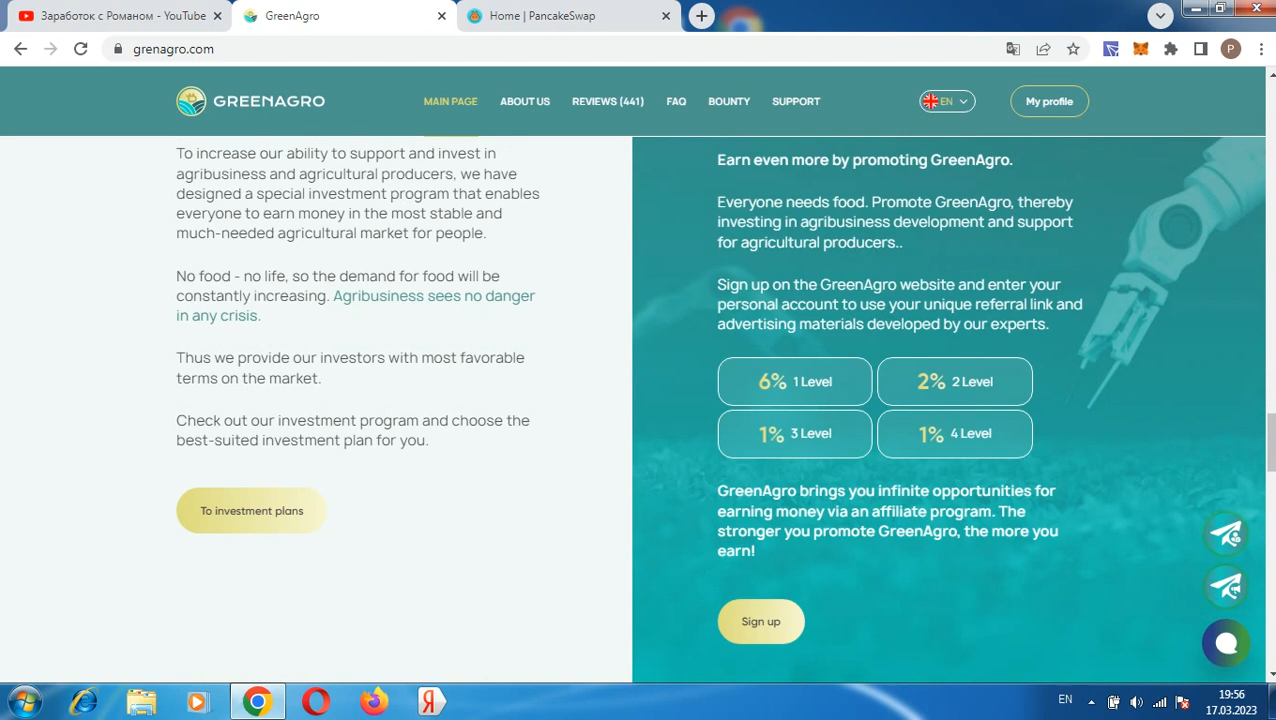 Заработок с Романом - YouTube
GreenAgro
Home | PancakeSwap
grenagro.com
P
GREENAGRO
MAIN PAGE
ABOUT US
REVIEWS (441)
FAQ
BOUNTY
SUPPORT
EN
My profile
To increase our ability to support and invest in
agribusiness and agricultural producers, we have
designed a special investment program that enables
everyone to earn money in the most stable and
much-needed agricultural market for people.
No food - no life, so the demand for food will be
constantly increasing. Agribusiness sees no danger
in any crisis.
Thus we provide our investors with most favorable
terms on the market.
Check out our investment program and choose the
best-suited investment plan for you.
To investment plans
Earn even more by promoting GreenAgro.
Everyone needs food. Promote GreenAgro, thereby
investing in agribusiness development and support
for agricultural producers..
Sign up on the GreenAgro website and enter your
personal account to use your unique referral link and
advertising materials developed by our experts.
6% 1 Level
2% 2 Level
1% 3 Level
1% 4 Level
GreenAgro brings you infinite opportunities for
earning money via an affiliate program. The
stronger you promote GreenAgro, the more you
earn!
Sign up
Я
EN
19:56
17.03.2023